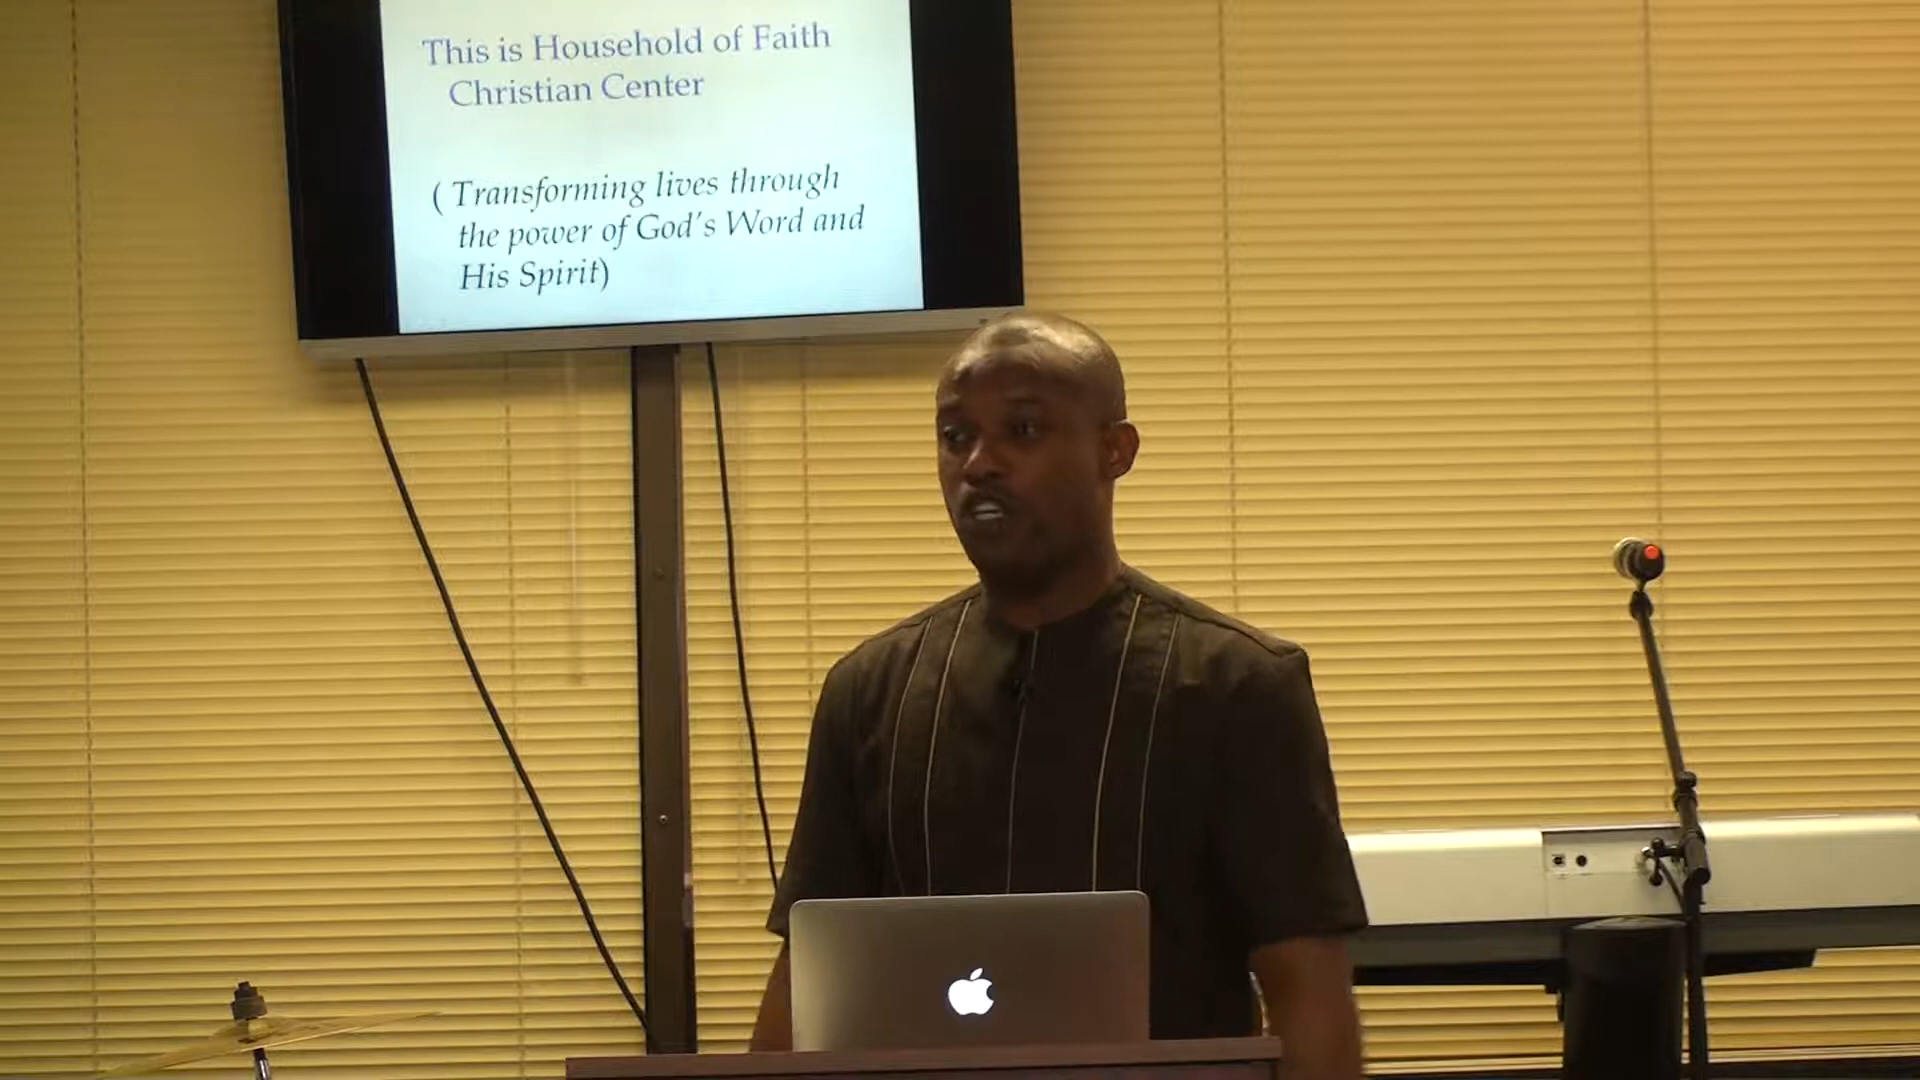 This is Household of Faith
Christian Center
( Transforming lives through
the power of God's Word and
His Spirit)